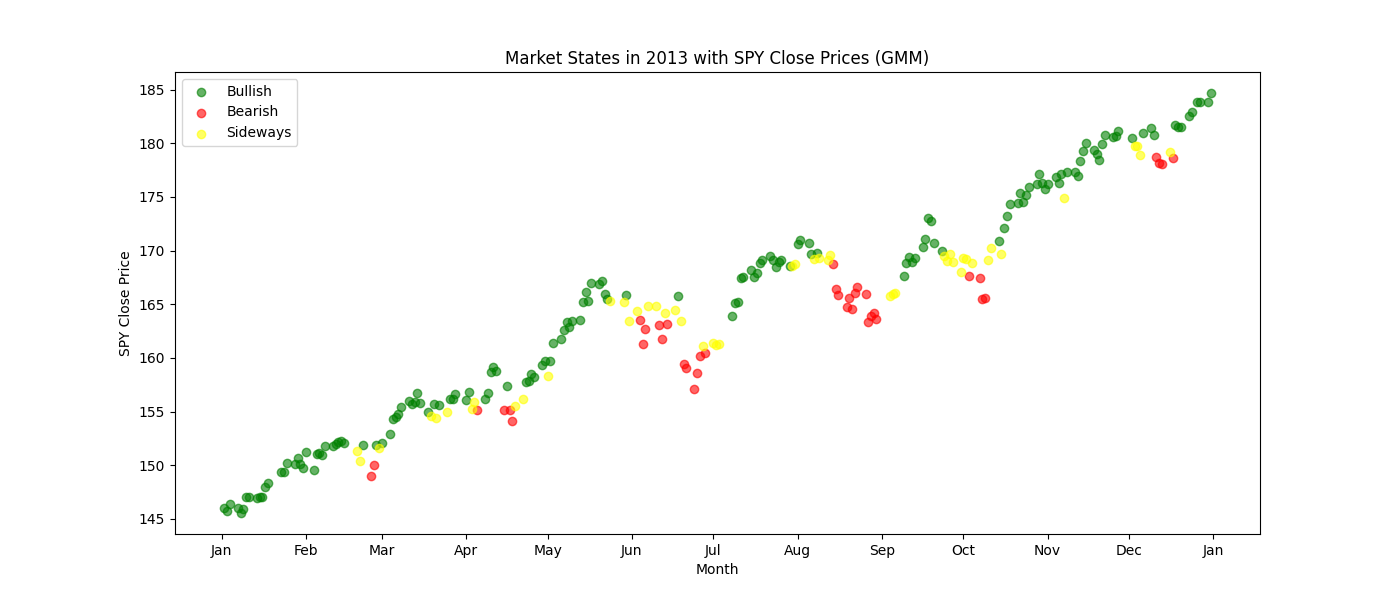 Market States in 2013 with SPY Close Prices (GMM)
Bullish
Bearish
Sideways
185
180
175
170
165
160
155
150
145
SPY Close Price
Jan Feb Mar Apr May Jun Jul Aug Sep Oct Nov Dec Jan
Month